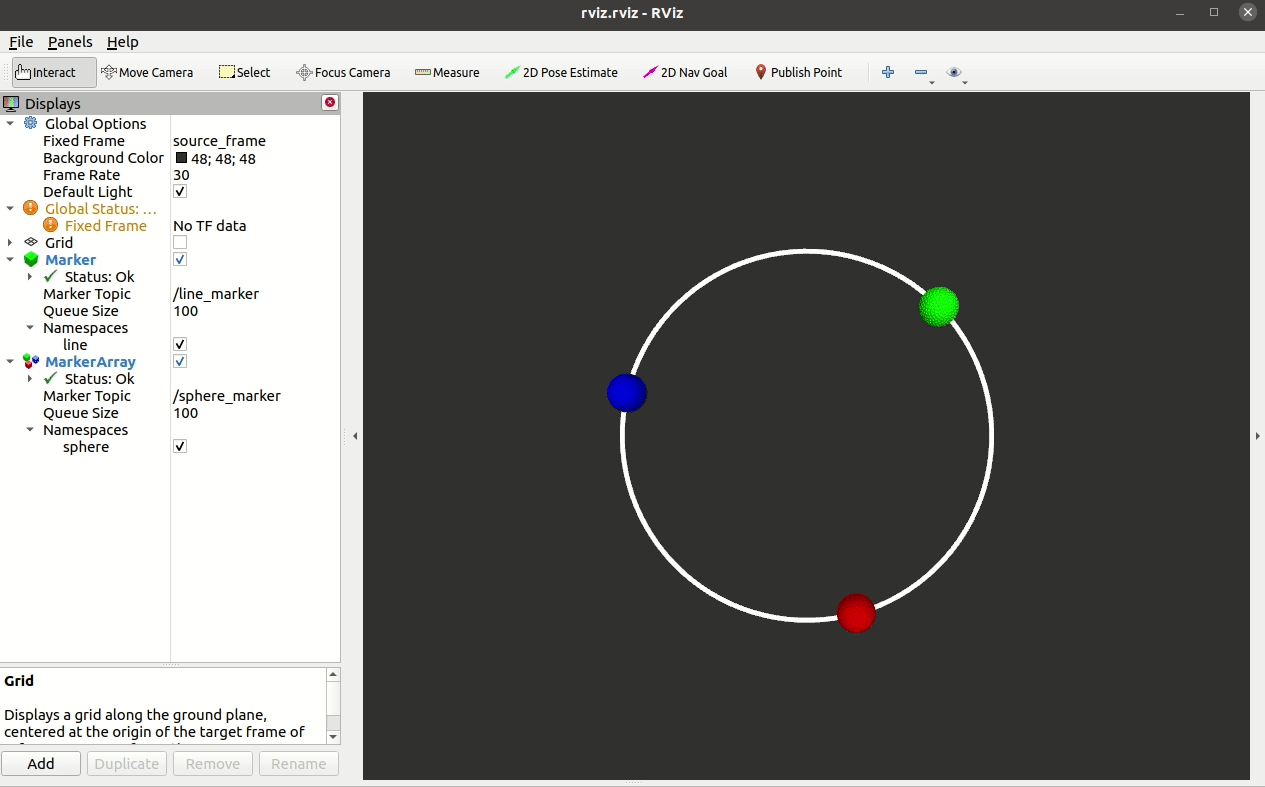 rviz.rviz - RViz
File Panels Help
Interact Move Camera Select Focus Camera Measure 2D Pose Estimate 2D Nav Goal Publish Point
Displays
Global Options
Fixed Frame source_frame
Background Color 48; 48; 48
Frame Rate 30
Default Light
Global Status: ...
Fixed Frame No TF data
Grid
Marker
Status: Ok
Marker Topic /line_marker
Queue Size 100
Namespaces
line
MarkerArray
Status: Ok
Marker Topic /sphere_marker
Queue Size 100
Namespaces
sphere
Grid
Displays a grid along the ground plane,
centered at the origin of the target frame of
Add Duplicate Remove Rename